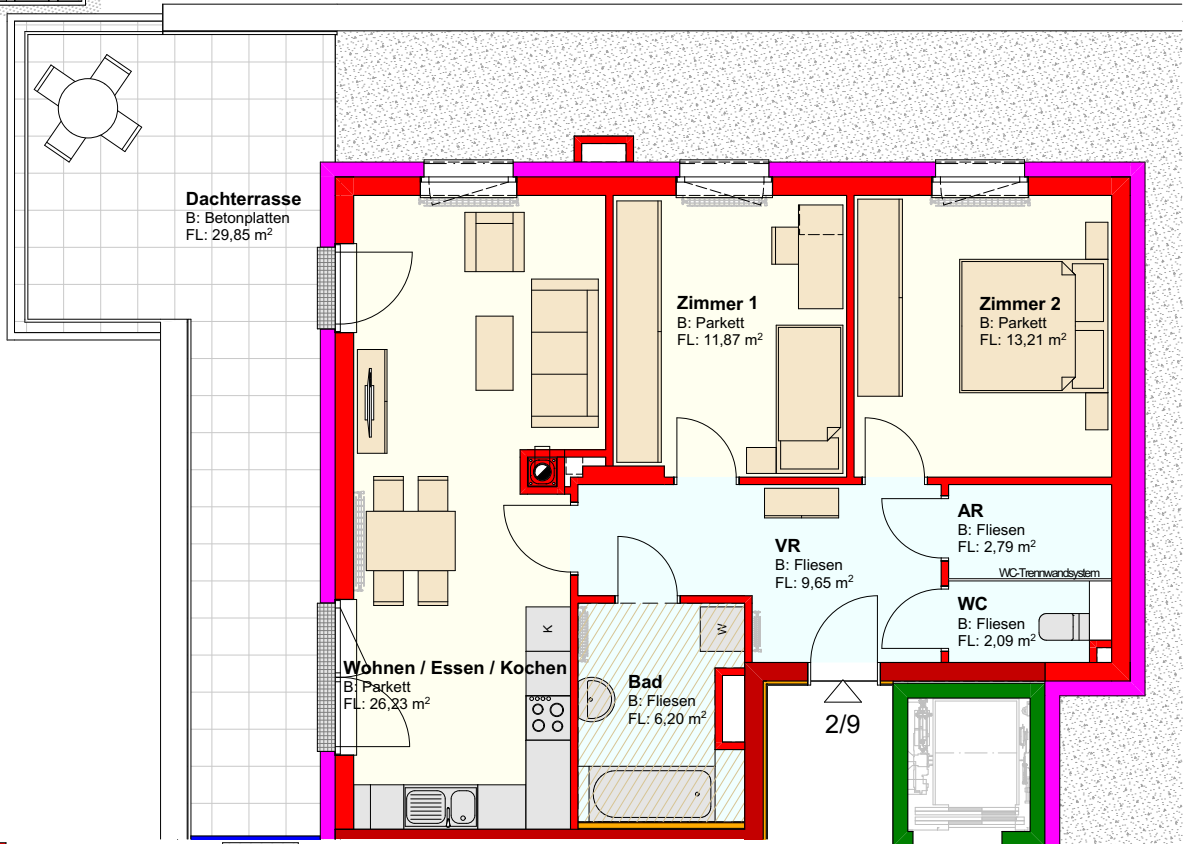 Dachterrasse
B: Betonplatten
FL: 29,85 m²
Zimmer 1
B: Parkett
FL: 11,87 m²
Zimmer 2
B: Parkett
FL: 13,21 m²
AR
B: Fliesen
FL: 2,79 m²
WC-Trennwandsystem
VR
B: Fliesen
FL: 9,65 m²
WC
B: Fliesen
FL: 2,09 m²
K
W
Wohnen / Essen / Kochen
B: Parkett
FL: 26,23 m²
Bad
B: Fliesen
FL: 6,20 m²
2/9